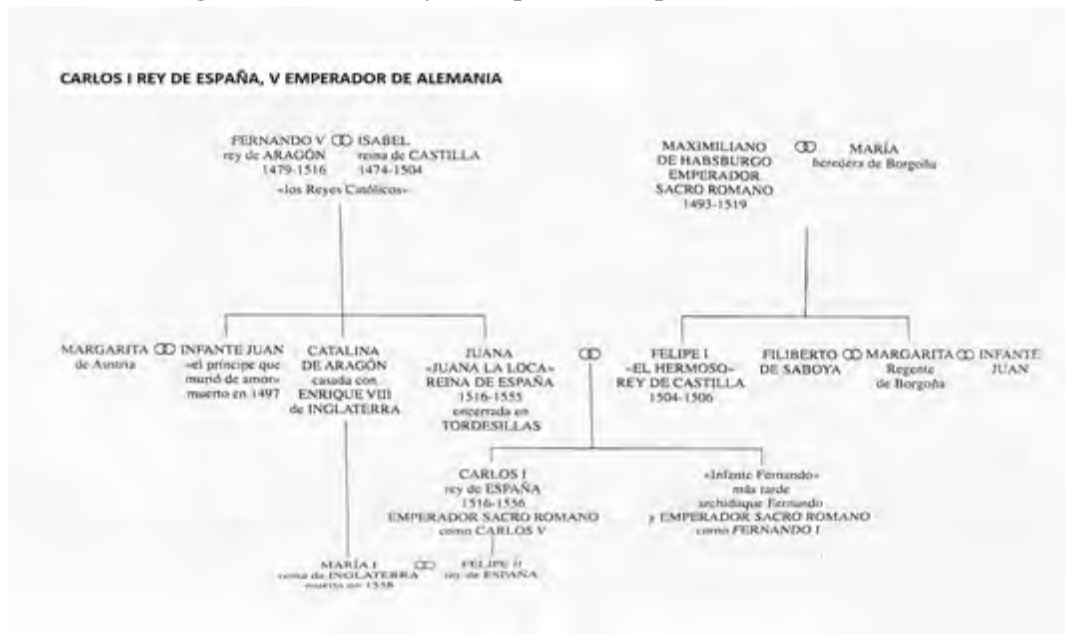 CARLOS I REY DE ESPAÑA, V EMPERADOR DE ALEMANIA
FERNANDO V ⚭ ISABEL
rey de ARAGÓN reina de CASTILLA
1479-1516 1474-1504
«los Reyes Católicos»
MAXIMILIANO ⚭ MARÍA
DE HABSBURGO heredera de Borgoña
EMPERADOR
SACRO ROMANO
1493-1519
MARGARITA ⚭ INFANTE JUAN
de Austria «el príncipe que
murió de amor»
muerto en 1497
CATALINA
DE ARAGÓN
casada con
ENRIQUE VIII
de INGLATERRA
JUANA ⚭
«JUANA LA LOCA»
REINA DE ESPAÑA
1516-1555
encerrada en
TORDESILLAS
FELIPE I
«EL HERMOSO»
REY DE CASTILLA
1504-1506
FILIBERTO ⚭ MARGARITA ⚭ INFANTE
DE SABOYA Regente JUAN
de Borgoña
CARLOS I
rey de ESPAÑA
1516-1556
EMPERADOR SACRO ROMANO
como CARLOS V
«Infante Fernando»
más tarde
archiduque Fernando
y EMPERADOR SACRO ROMANO
como FERNANDO I
MARÍA I ⚭ FELIPE II
reina de INGLATERRA rey de ESPAÑA
muerta en 1558